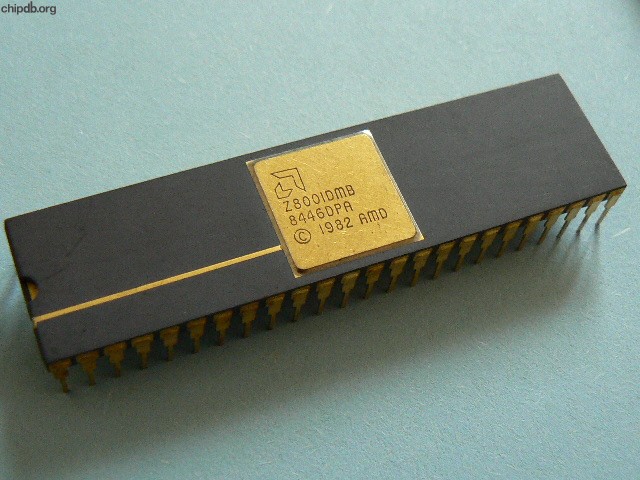 chipdb.org
Z8001DMB
8446DPA
© 1982 AMD